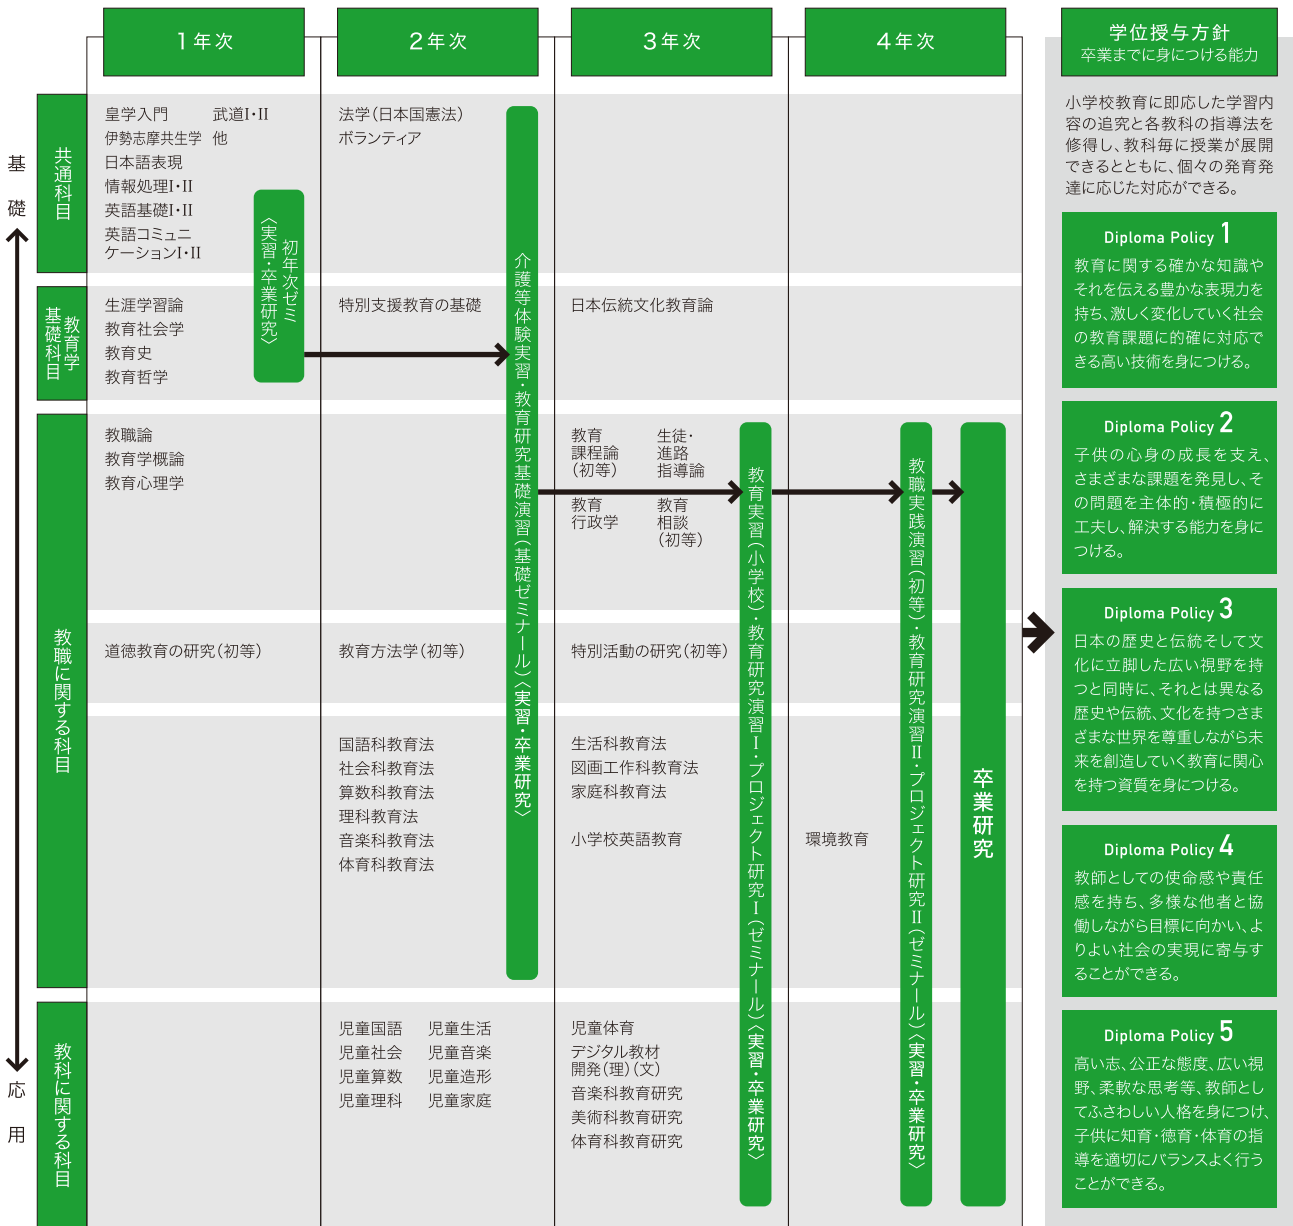 1年次
2年次
3年次
4年次
学位授与方針
卒業までに身につける能力
基礎
応用
共通科目
皇学入門
伊勢志摩共生学
日本語表現
情報処理I・II
英語基礎I・II
英語コミュニ
ケーションI・II
武道I・II
他
法学(日本国憲法)
ボランティア
教育学
基礎科目
生涯学習論
教育社会学
教育史
教育哲学
特別支援教育の基礎
日本伝統文化教育論
初年次ゼミ
〈実習・卒業研究〉
介護等体験実習・教育研究基礎演習(基礎ゼミナール)〈実習・卒業研究〉
教職に関する科目
教職論
教育学概論
教育心理学
教育
課程論
(初等)
生徒・
進路
指導論
教育
行政学
教育
相談
(初等)
道徳教育の研究(初等)
教育方法学(初等)
特別活動の研究(初等)
国語科教育法
社会科教育法
算数科教育法
理科教育法
音楽科教育法
体育科教育法
生活科教育法
図画工作科教育法
家庭科教育法
小学校英語教育
環境教育
教育実習(小学校)・教育研究演習I・プロジェクト研究I(ゼミナール)〈実習・卒業研究〉
教職実践演習(初等)・教育研究演習II・プロジェクト研究II(ゼミナール)〈実習・卒業研究〉
卒業研究
教科に関する科目
児童国語
児童社会
児童算数
児童理科
児童生活
児童音楽
児童造形
児童家庭
児童体育
デジタル教材
開発(理)(文)
音楽科教育研究
美術科教育研究
体育科教育研究
小学校教育に即応した学習内
容の追究と各教科の指導法を
修得し、教科毎に授業が展開
できるとともに、個々の発育発
達に応じた対応ができる。
Diploma Policy 1
教育に関する確かな知識や
それを伝える豊かな表現力を
持ち、激しく変化していく社会
の教育課題に的確に対応で
きる高い技術を身につける。
Diploma Policy 2
子供の心身の成長を支え、
さまざまな課題を発見し、そ
の問題を主体的・積極的に
工夫し、解決する能力を身に
つける。
Diploma Policy 3
日本の歴史と伝統そして文
化に立脚した広い視野を持
つと同時に、それとは異なる
歴史や伝統、文化を持つさま
ざまな世界を尊重しながら未
来を創造していく教育に関心
を持つ資質を身につける。
Diploma Policy 4
教師としての使命感や責任
感を持ち、多様な他者と協
働しながら目標に向かい、よ
りよい社会の実現に寄与す
ることができる。
Diploma Policy 5
高い志、公正な態度、広い視
野、柔軟な思考等、教師とし
てふさわしい人格を身につけ、
子供に知育・徳育・体育の指
導を適切にバランスよく行う
ことができる。